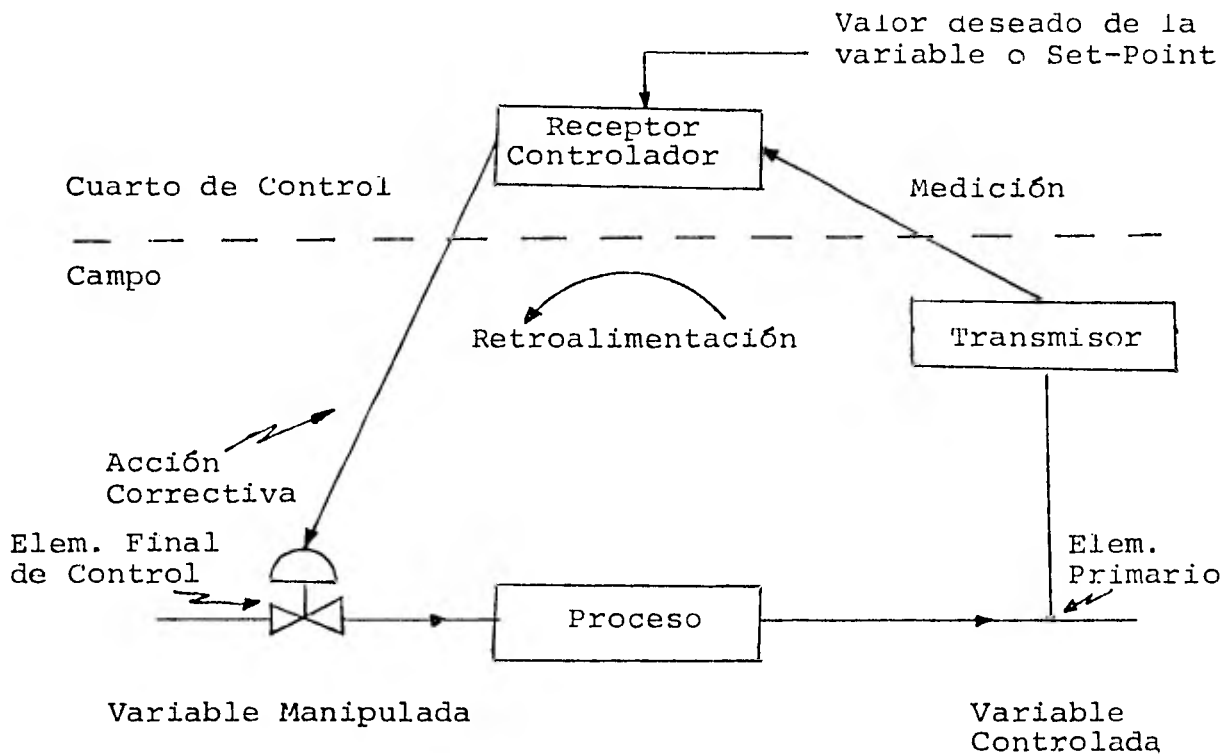 Valor deseado de la
variable o Set-Point
Receptor
Controlador
Cuarto de Control
Medición
Campo
Retroalimentación
Transmisor
Acción
Correctiva
Elem. Final
de Control
Elem.
Primario
Proceso
Variable Manipulada
Variable
Controlada